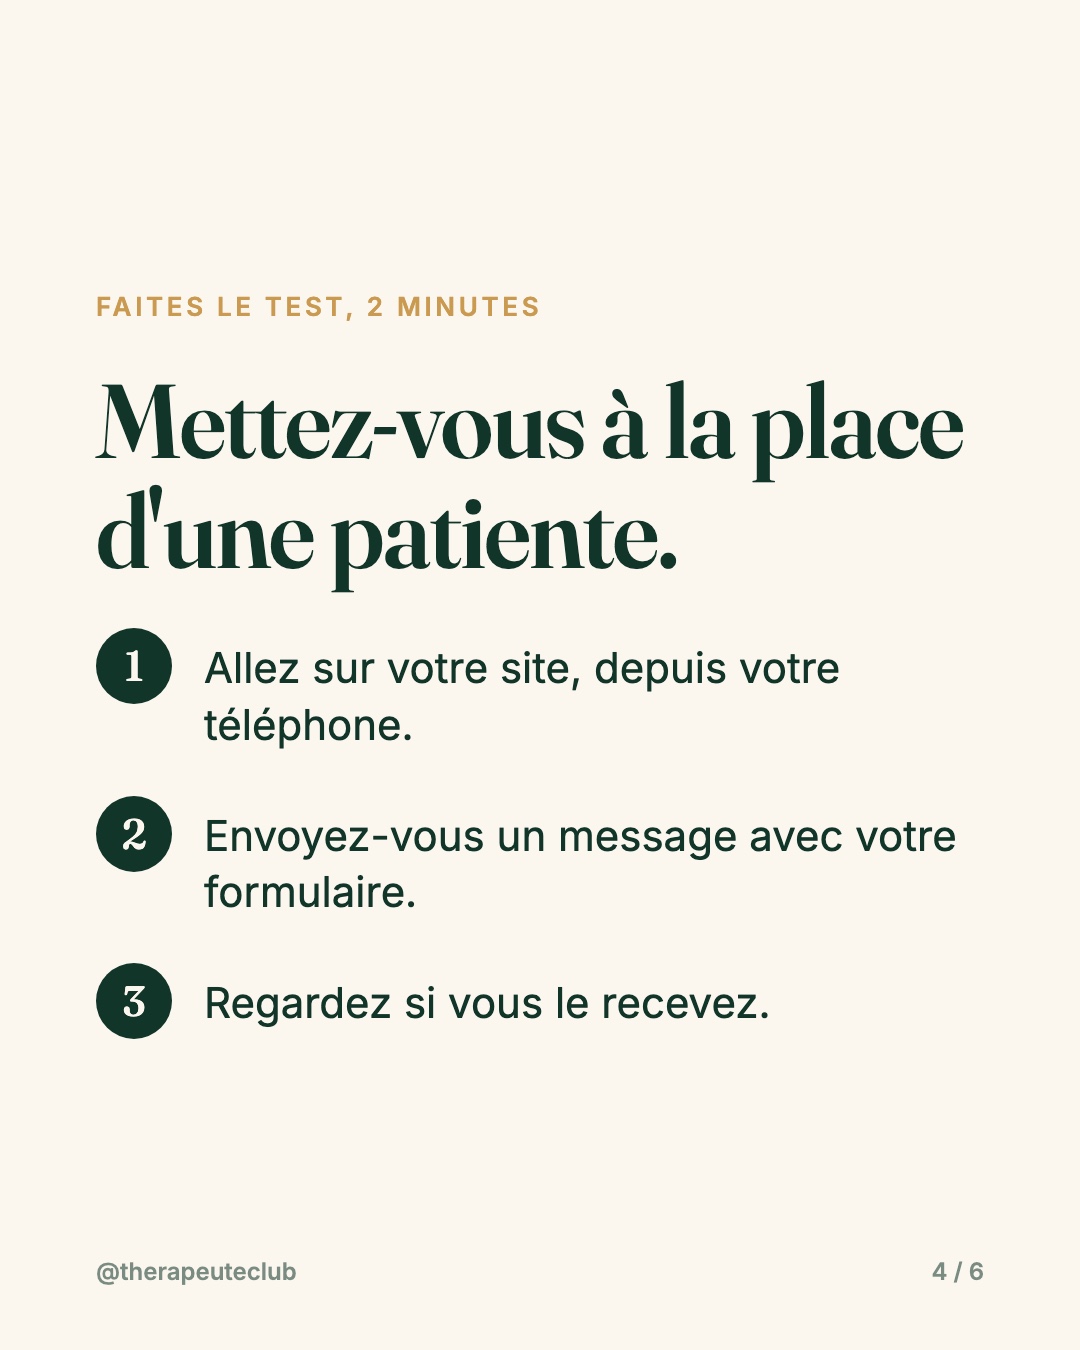 FAITES LE TEST, 2 MINUTES
Mettez-vous à la place
d'une patiente.
1 Allez sur votre site, depuis votre
téléphone.
2 Envoyez-vous un message avec votre
formulaire.
3 Regardez si vous le recevez.
@therapeuteclub 4 / 6